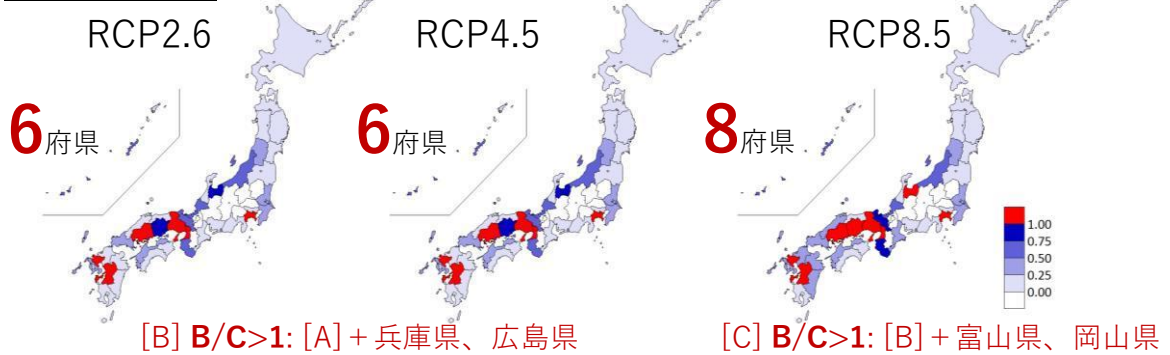 RCP2.6
RCP4.5
RCP8.5
6府県
6府県
8府県
1.00
0.75
0.50
0.25
0.00
[B] B/C>1: [A]+兵庫県、広島県
[C] B/C>1: [B]+富山県、岡山県